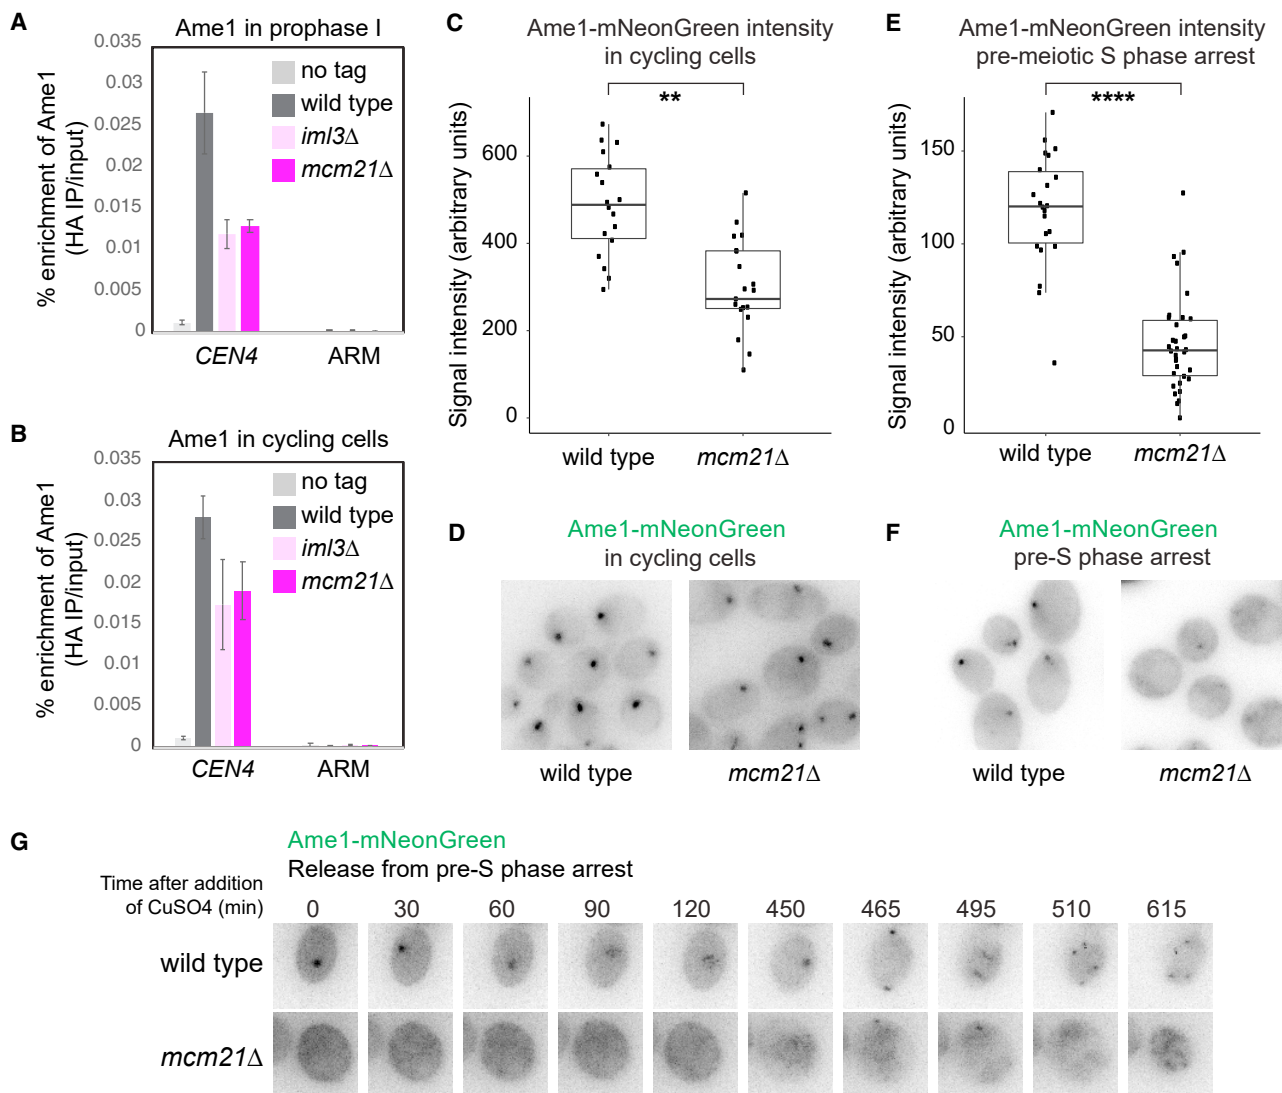 A
Ame1 in prophase I
% enrichment of Ame1
(HA IP/input)
0.035
0.03
0.025
0.02
0.015
0.01
0.005
0
no tag
wild type
iml3Δ
mcm21Δ
CEN4
ARM
B
Ame1 in cycling cells
% enrichment of Ame1
(HA IP/input)
0.035
0.03
0.025
0.02
0.015
0.01
0.005
0
no tag
wild type
iml3Δ
mcm21Δ
CEN4
ARM
C
Ame1-mNeonGreen intensity
in cycling cells
**
Signal intensity (arbitrary units)
600
400
200
0
wild type
mcm21Δ
D
Ame1-mNeonGreen
in cycling cells
wild type
mcm21Δ
E
Ame1-mNeonGreen intensity
pre-meiotic S phase arrest
****
Signal intensity (arbitrary units)
150
100
50
0
wild type
mcm21Δ
F
Ame1-mNeonGreen
pre-S phase arrest
wild type
mcm21Δ
G
Ame1-mNeonGreen
Release from pre-S phase arrest
Time after addition
of CuSO4 (min)
0 30 60 90 120 450 465 495 510 615
wild type
mcm21Δ